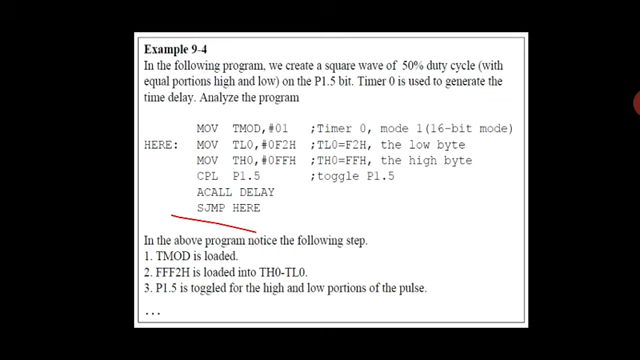 Example 9-4
In the following program, we create a square wave of 50% duty cycle (with
equal portions high and low) on the P1.5 bit. Timer 0 is used to generate the
time delay. Analyze the program
MOV TMOD,#01 ;Timer 0, mode 1(16-bit mode)
HERE: MOV TL0,#0F2H ;TL0=F2H, the low byte
MOV TH0,#0FFH ;TH0=FFH, the high byte
CPL P1.5 ;toggle P1.5
ACALL DELAY
SJMP HERE
In the above program notice the following step.
1. TMOD is loaded.
2. FFF2H is loaded into TH0-TL0.
3. P1.5 is toggled for the high and low portions of the pulse.
...